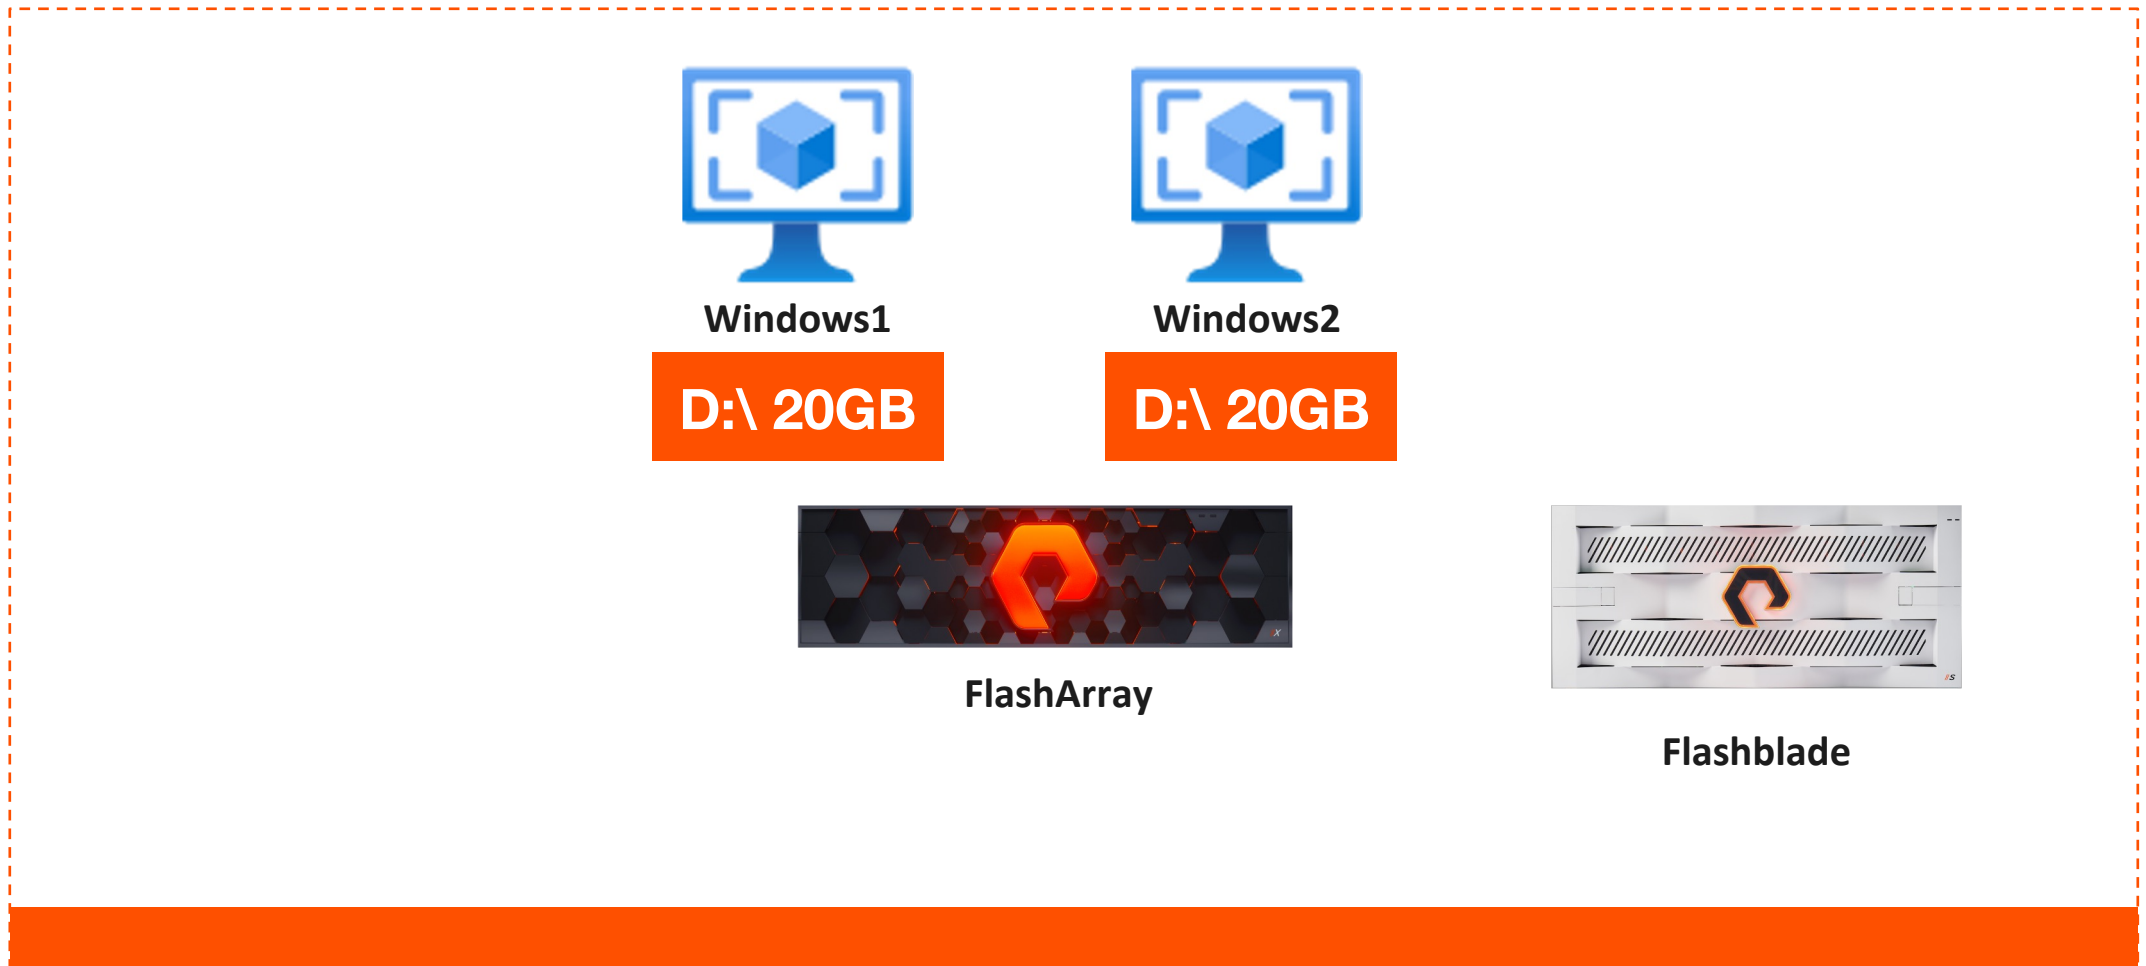 Windows1
Windows2
D:\ 20GB
D:\ 20GB
//X
//S
FlashArray
Flashblade